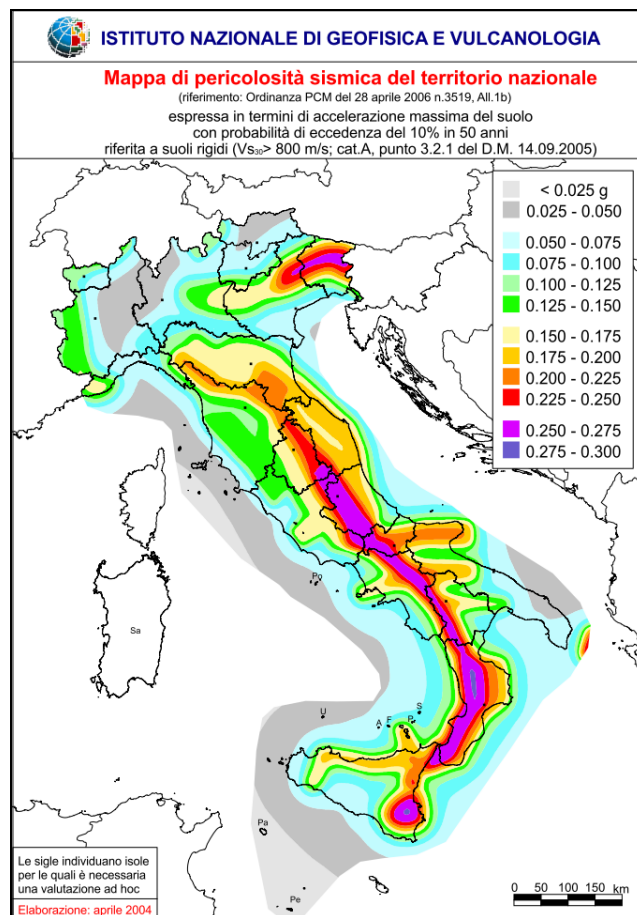 ISTITUTO NAZIONALE DI GEOFISICA E VULCANOLOGIA
Mappa di pericolosità sismica del territorio nazionale
(riferimento: Ordinanza PCM del 28 aprile 2006 n.3519, All.1b)
espressa in termini di accelerazione massima del suolo
con probabilità di eccedenza del 10% in 50 anni
riferita a suoli rigidi (Vs₃₀> 800 m/s; cat.A, punto 3.2.1 del D.M. 14.09.2005)
< 0.025 g
0.025 - 0.050
0.050 - 0.075
0.075 - 0.100
0.100 - 0.125
0.125 - 0.150
0.150 - 0.175
0.175 - 0.200
0.200 - 0.225
0.225 - 0.250
0.250 - 0.275
0.275 - 0.300
Po
Sa
U
A
F
P
S
Pa
Pe
Le sigle individuano isole
per le quali è necessaria
una valutazione ad hoc
Elaborazione: aprile 2004
0 50 100 150 km